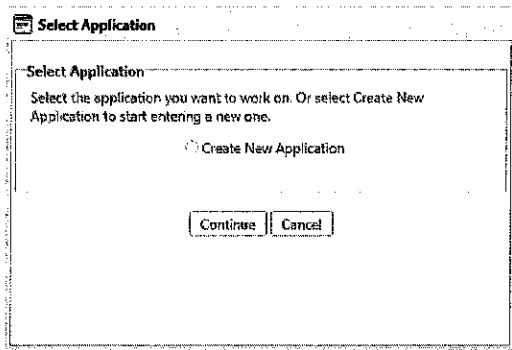 Select Application
Select Application
Select the application you want to work on. Or select Create New
Application to start entering a new one.
Create New Application
Continue Cancel